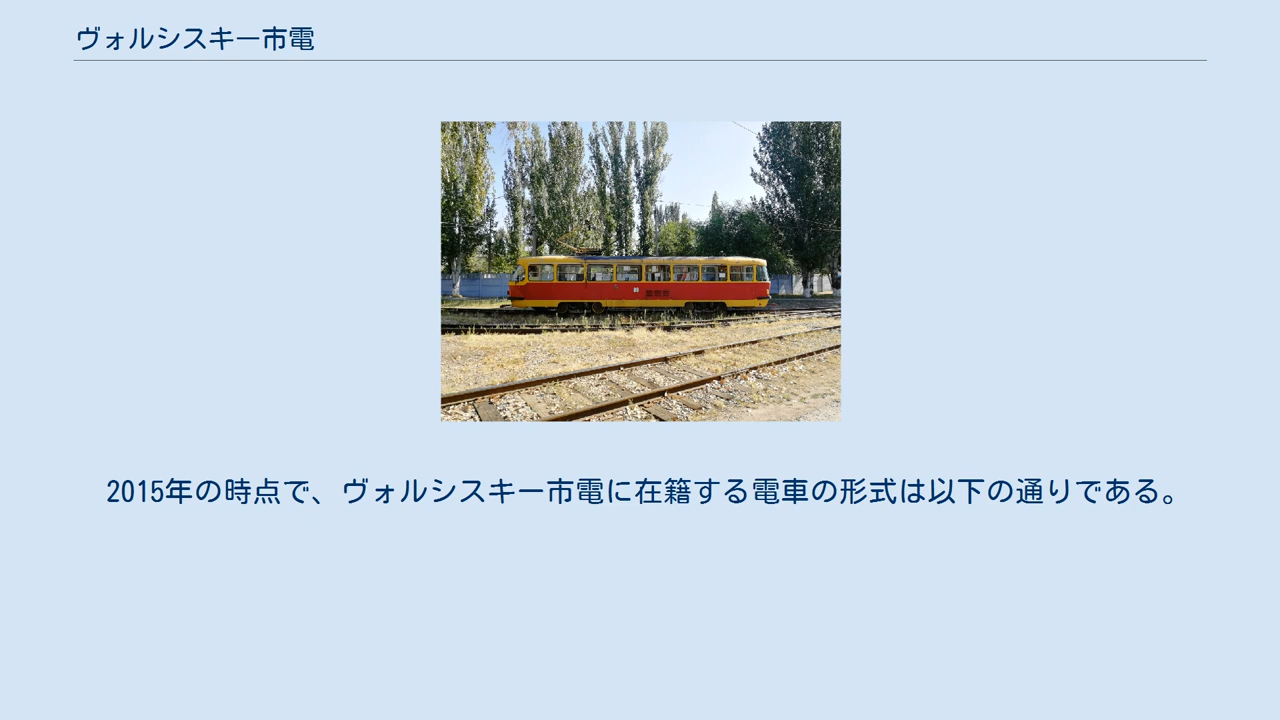 ヴォルシスキー市電
2015年の時点で、ヴォルシスキー市電に在籍する電車の形式は以下の通りである。